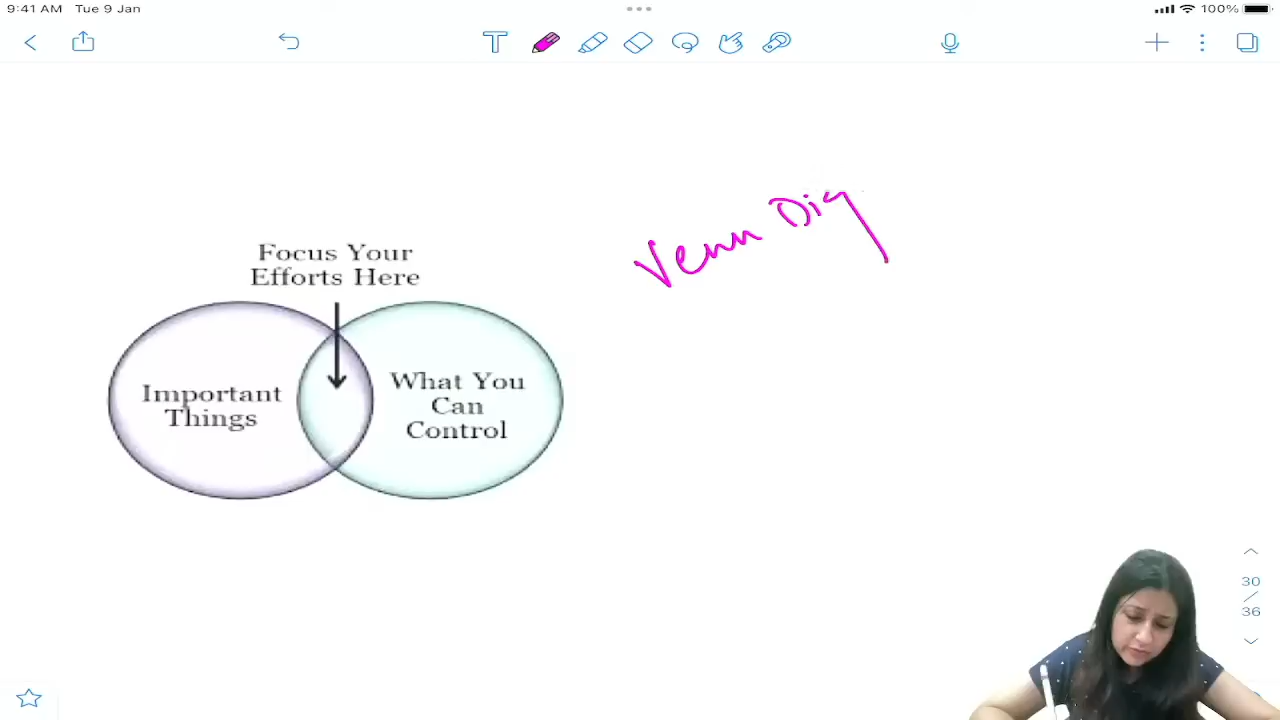 9:41 AM Tue 9 Jan
100%
Venn Diag
Focus Your
Efforts Here
Important
Things
What You
Can
Control
30
/
36